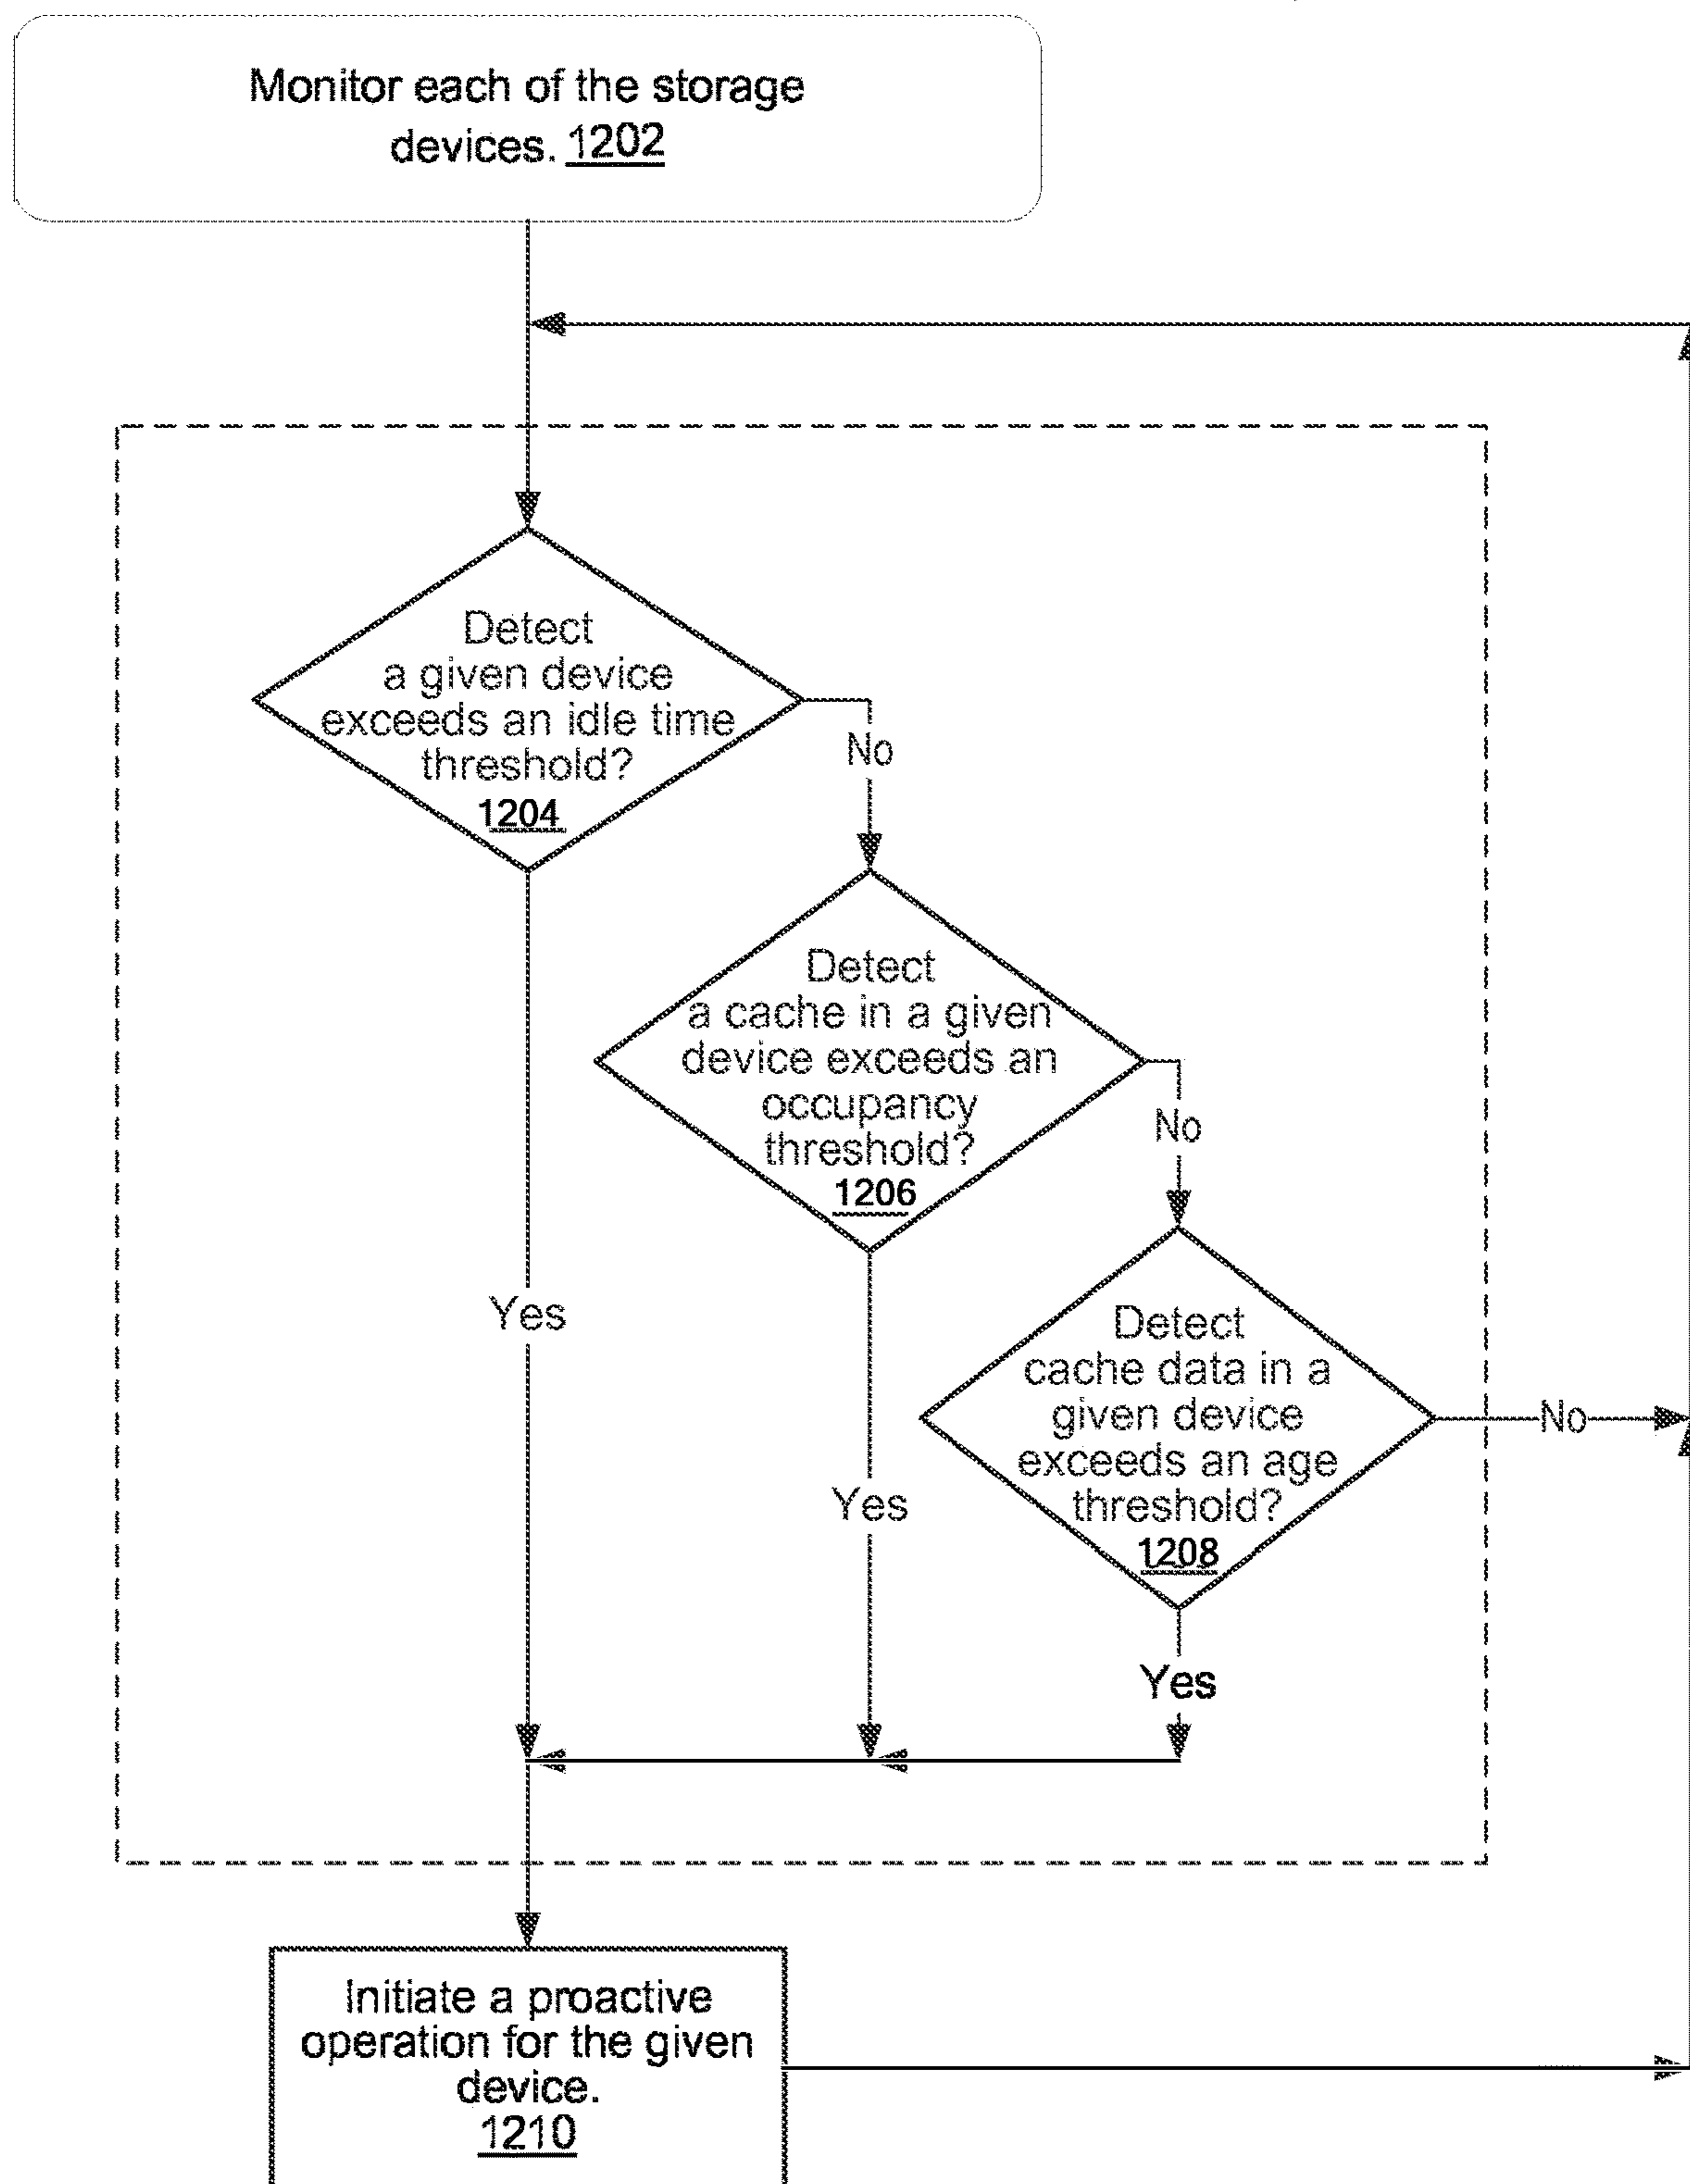 Monitor each of the storage
devices. 1202
Detect
a given device
exceeds an idle time
threshold?
1204
No
Detect
a cache in a given
device exceeds an
occupancy
threshold?
1206
No
Detect
cache data in a
given device
exceeds an age
threshold?
1208
No
Yes
Yes
Yes
Initiate a proactive
operation for the given
device.
1210